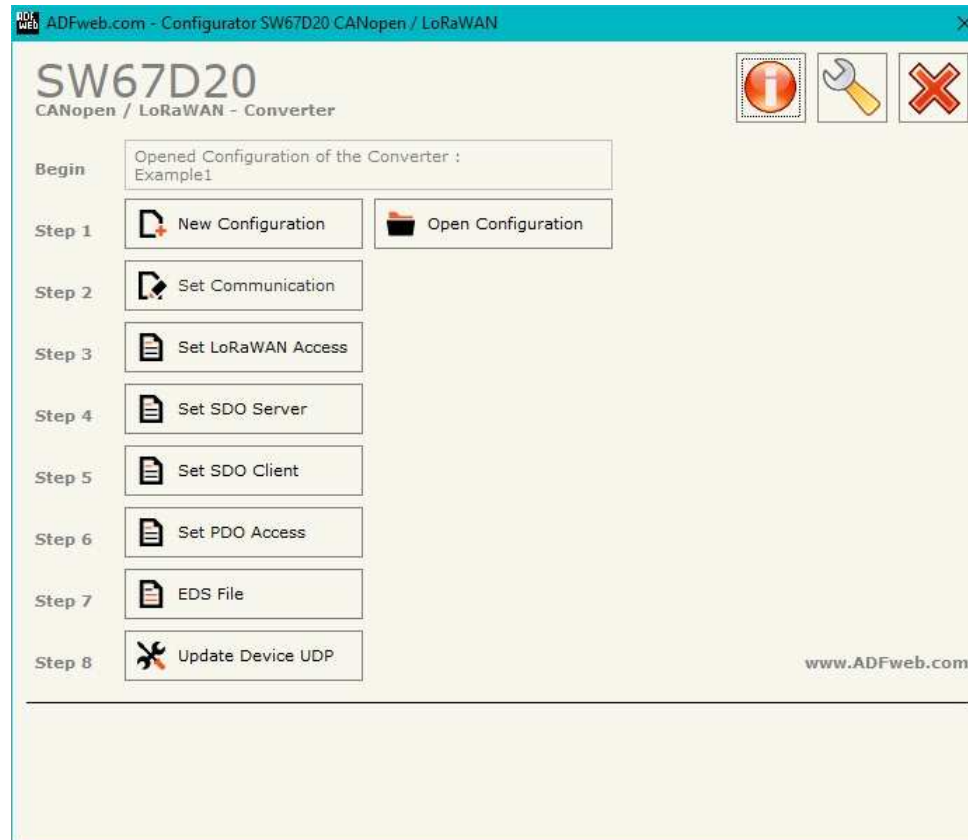 ADFweb.com - Configurator SW67D20 CANopen / LoRaWAN
SW67D20
CANopen / LoRaWAN - Converter
Begin
Opened Configuration of the Converter :
Example1
Step 1
New Configuration
Open Configuration
Step 2
Set Communication
Step 3
Set LoRaWAN Access
Step 4
Set SDO Server
Step 5
Set SDO Client
Step 6
Set PDO Access
Step 7
EDS File
Step 8
Update Device UDP
www.ADFweb.com